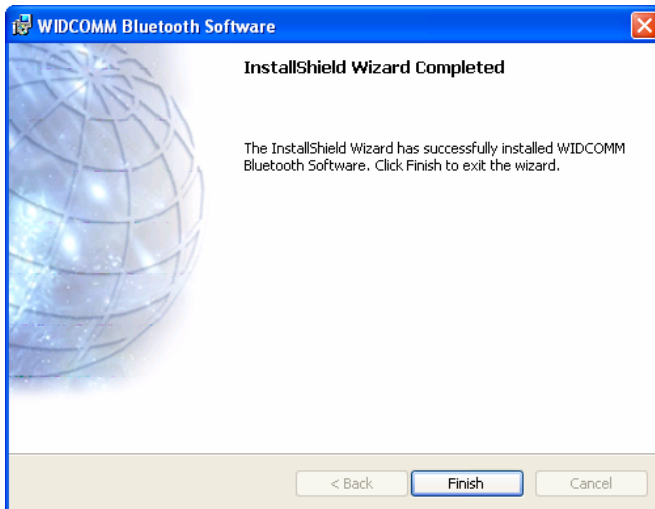 WIDCOMM Bluetooth Software
InstallShield Wizard Completed
The InstallShield Wizard has successfully installed WIDCOMM
Bluetooth Software. Click Finish to exit the wizard.
< Back
Finish
Cancel